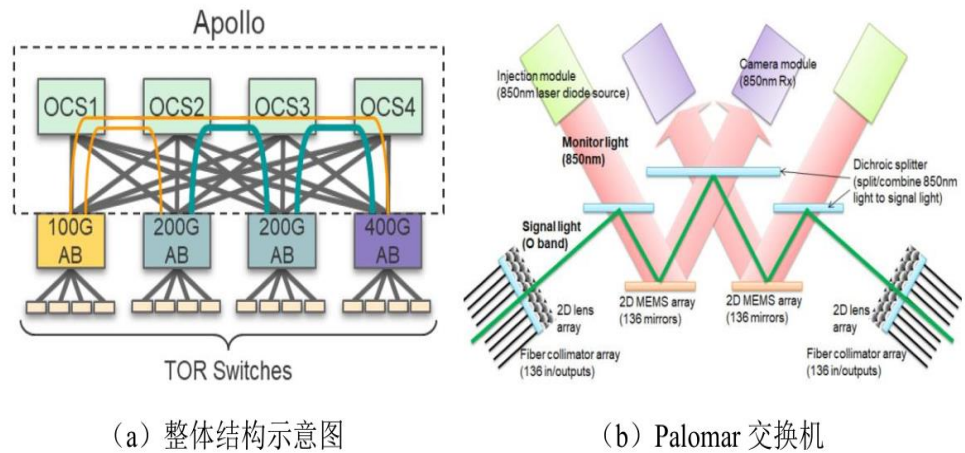 Apollo
OCS1
OCS2
OCS3
OCS4
100G
AB
200G
AB
200G
AB
400G
AB
TOR Switches
（a）整体结构示意图
Injection module
(850nm laser diode source)
Camera module
(850nm Rx)
Monitor light
(850nm)
Dichroic splitter
(split/combine 850nm
light to signal light)
Signal light
(O band)
2D lens
array
Fiber collimator array
(136 in/outputs)
2D MEMS array
(136 mirrors)
2D MEMS array
(136 mirrors)
2D lens
array
Fiber collimator array
(136 in/outputs)
（b）Palomar 交换机